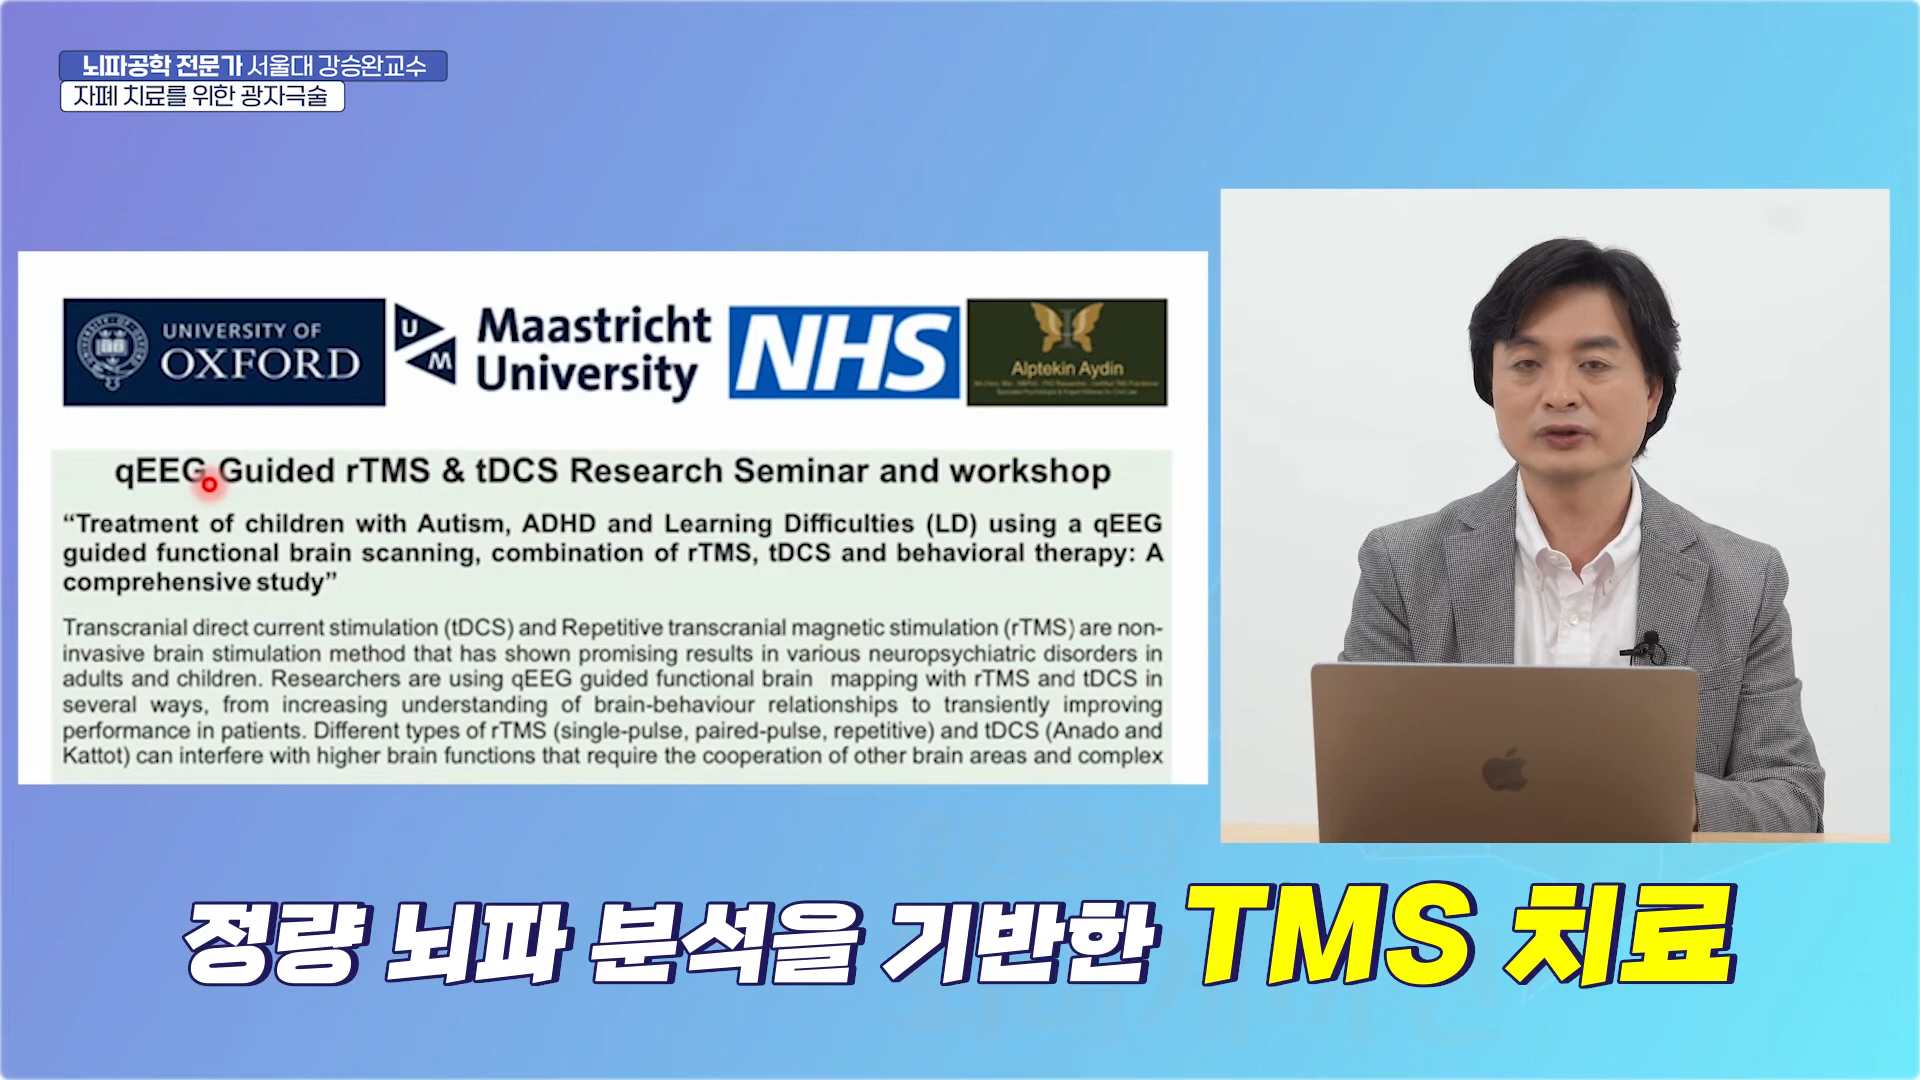 뇌파공학 전문가 서울대 강승완교수
자폐 치료를 위한 광자극술
UNIVERSITY OF
OXFORD
UM
Maastricht
University
NHS
Alptekin Aydin
qEEG Guided rTMS & tDCS Research Seminar and workshop
“Treatment of children with Autism, ADHD and Learning Difficulties (LD) using a qEEG
guided functional brain scanning, combination of rTMS, tDCS and behavioral therapy: A
comprehensive study”
Transcranial direct current stimulation (tDCS) and Repetitive transcranial magnetic stimulation (rTMS) are non-
invasive brain stimulation method that has shown promising results in various neuropsychiatric disorders in
adults and children. Researchers are using qEEG guided functional brain mapping with rTMS and tDCS in
several ways, from increasing understanding of brain-behaviour relationships to transiently improving
performance in patients. Different types of rTMS (single-pulse, paired-pulse, repetitive) and tDCS (Anado and
Kattot) can interfere with higher brain functions that require the cooperation of other brain areas and complex
정량 뇌파 분석을 기반한 TMS 치료